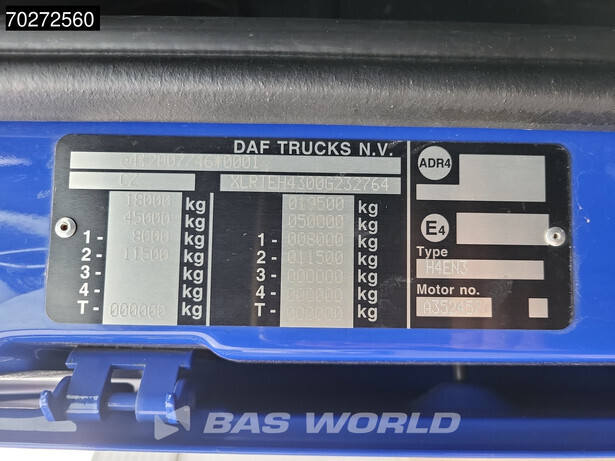 70272560
DAF TRUCKS N.V.
e4*2007/46*0001
CZ XLRTEH4300G232764
18000 kg 019500 kg
45000 kg 050000 kg
1- 8000 kg 1- 008000 kg
2- 11500 kg 2- 011500 kg
3- kg 3- 000000 kg
4- kg 4- 000000 kg
T- 000000 kg T- 000000 kg
ADR4
E4
Type
H4EN3
Motor no.
BAS WORLD